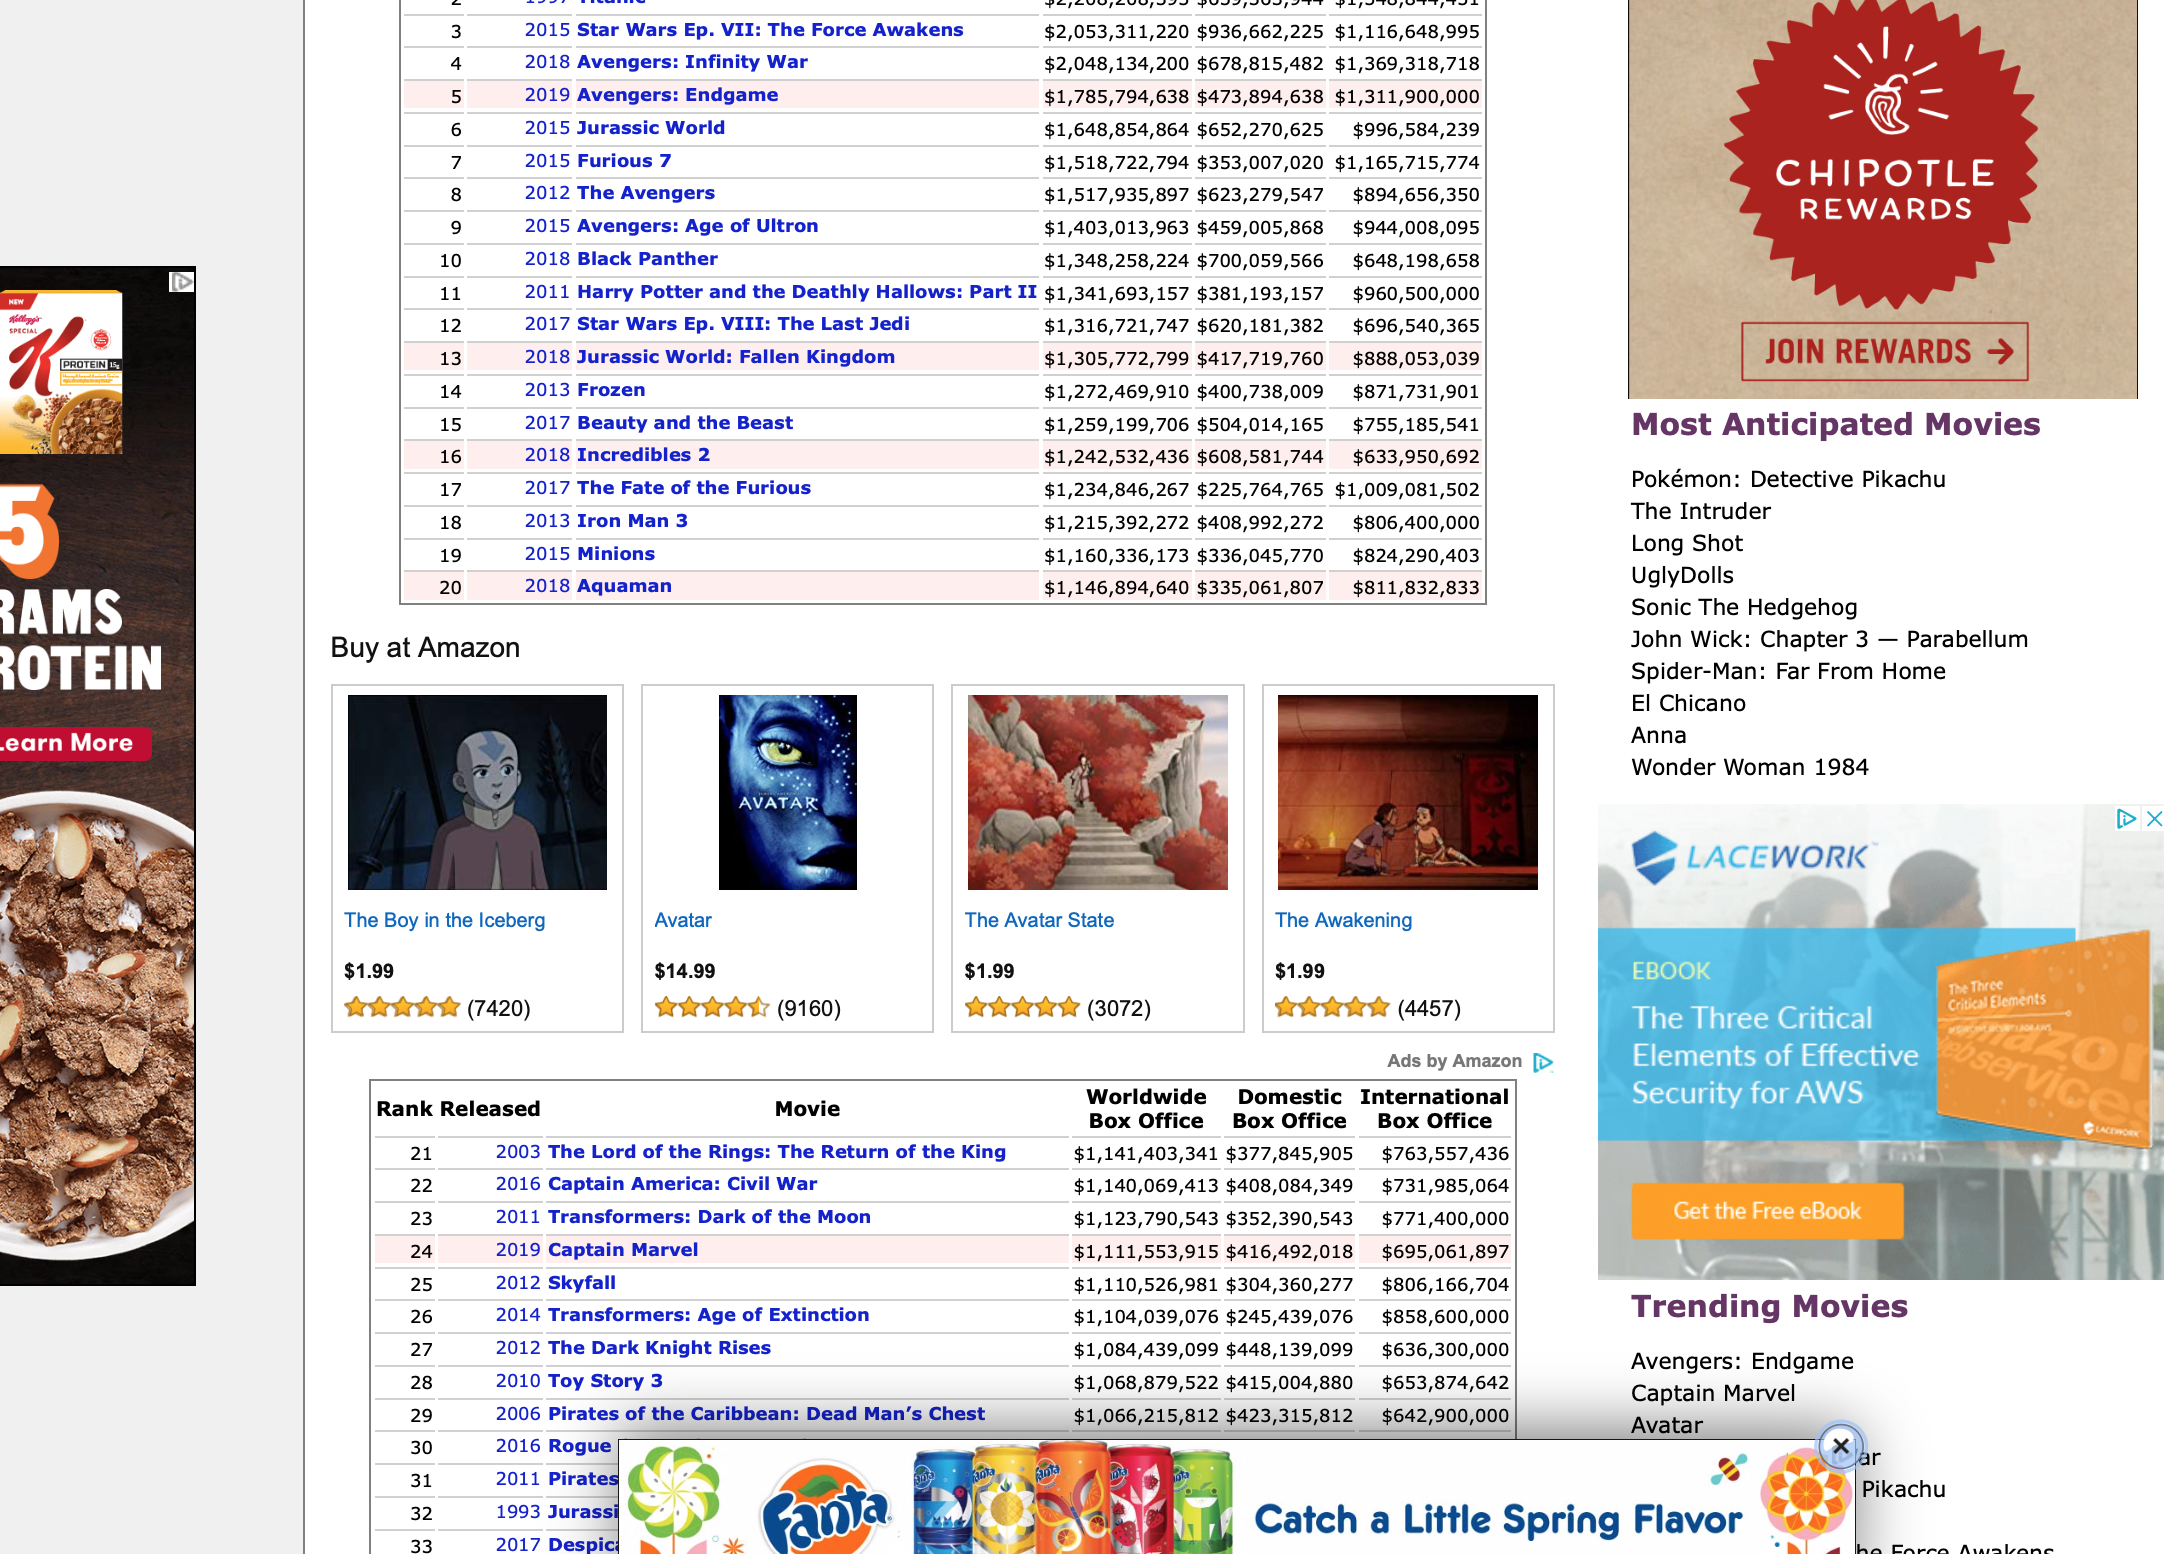 3 2015 Star Wars Ep. VII: The Force Awakens $2,053,311,220 $936,662,225 $1,116,648,995
4 2018 Avengers: Infinity War $2,048,134,200 $678,815,482 $1,369,318,718
5 2019 Avengers: Endgame $1,785,794,638 $473,894,638 $1,311,900,000
6 2015 Jurassic World $1,648,854,864 $652,270,625 $996,584,239
7 2015 Furious 7 $1,518,722,794 $353,007,020 $1,165,715,774
8 2012 The Avengers $1,517,935,897 $623,279,547 $894,656,350
9 2015 Avengers: Age of Ultron $1,403,013,963 $459,005,868 $944,008,095
10 2018 Black Panther $1,348,258,224 $700,059,566 $648,198,658
11 2011 Harry Potter and the Deathly Hallows: Part II $1,341,693,157 $381,193,157 $960,500,000
12 2017 Star Wars Ep. VIII: The Last Jedi $1,316,721,747 $620,181,382 $696,540,365
13 2018 Jurassic World: Fallen Kingdom $1,305,772,799 $417,719,760 $888,053,039
14 2013 Frozen $1,272,469,910 $400,738,009 $871,731,901
15 2017 Beauty and the Beast $1,259,199,706 $504,014,165 $755,185,541
16 2018 Incredibles 2 $1,242,532,436 $608,581,744 $633,950,692
17 2017 The Fate of the Furious $1,234,846,267 $225,764,765 $1,009,081,502
18 2013 Iron Man 3 $1,215,392,272 $408,992,272 $806,400,000
19 2015 Minions $1,160,336,173 $336,045,770 $824,290,403
20 2018 Aquaman $1,146,894,640 $335,061,807 $811,832,833
Buy at Amazon
The Boy in the Iceberg
$1.99
(7420)
AVATAR
Avatar
$14.99
(9160)
The Avatar State
$1.99
(3072)
The Awakening
$1.99
(4457)
Ads by Amazon
Rank Released Movie Worldwide Box Office Domestic Box Office International Box Office
21 2003 The Lord of the Rings: The Return of the King $1,141,403,341 $377,845,905 $763,557,436
22 2016 Captain America: Civil War $1,140,069,413 $408,084,349 $731,985,064
23 2011 Transformers: Dark of the Moon $1,123,790,543 $352,390,543 $771,400,000
24 2019 Captain Marvel $1,111,553,915 $416,492,018 $695,061,897
25 2012 Skyfall $1,110,526,981 $304,360,277 $806,166,704
26 2014 Transformers: Age of Extinction $1,104,039,076 $245,439,076 $858,600,000
27 2012 The Dark Knight Rises $1,084,439,099 $448,139,099 $636,300,000
28 2010 Toy Story 3 $1,068,879,522 $415,004,880 $653,874,642
29 2006 Pirates of the Caribbean: Dead Man’s Chest $1,066,215,812 $423,315,812 $642,900,000
30 2016 Rogue
31 2011 Pirates
32 1993 Jurassi
33 2017 Despic
Fanta
Catch a Little Spring Flavor
NEW
Kellogg's
SPECIAL
K
PROTEIN
5
RAMS
ROTEIN
Learn More
CHIPOTLE
REWARDS
JOIN REWARDS
Most Anticipated Movies
Pokémon: Detective Pikachu
The Intruder
Long Shot
UglyDolls
Sonic The Hedgehog
John Wick: Chapter 3 — Parabellum
Spider-Man: Far From Home
El Chicano
Anna
Wonder Woman 1984
LACEWORK
EBOOK
The Three Critical
Elements of Effective
Security for AWS
The Three
Critical Elements
amazon
webservices
LACEWORK
Get the Free eBook
Trending Movies
Avengers: Endgame
Captain Marvel
Avatar
ar
Pikachu
he Force Awakens